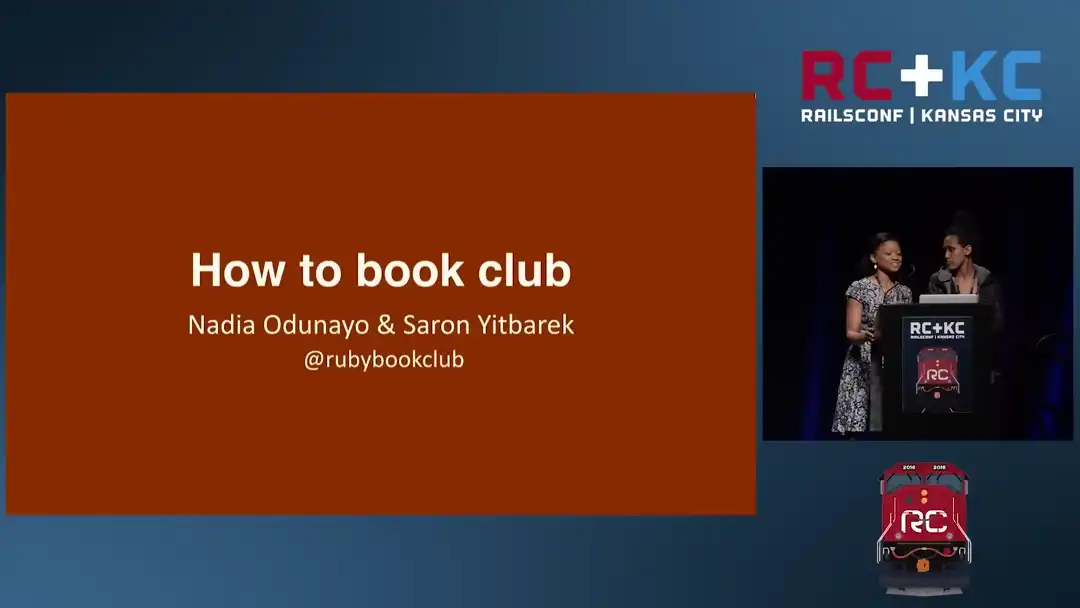 RC+KC
RAILSCONF | KANSAS CITY
How to book club
Nadia Odunayo & Saron Yitbarek
@rubybookclub
RC+KC
RAILSCONF | KANSAS CITY
RC
2016 2016
RC